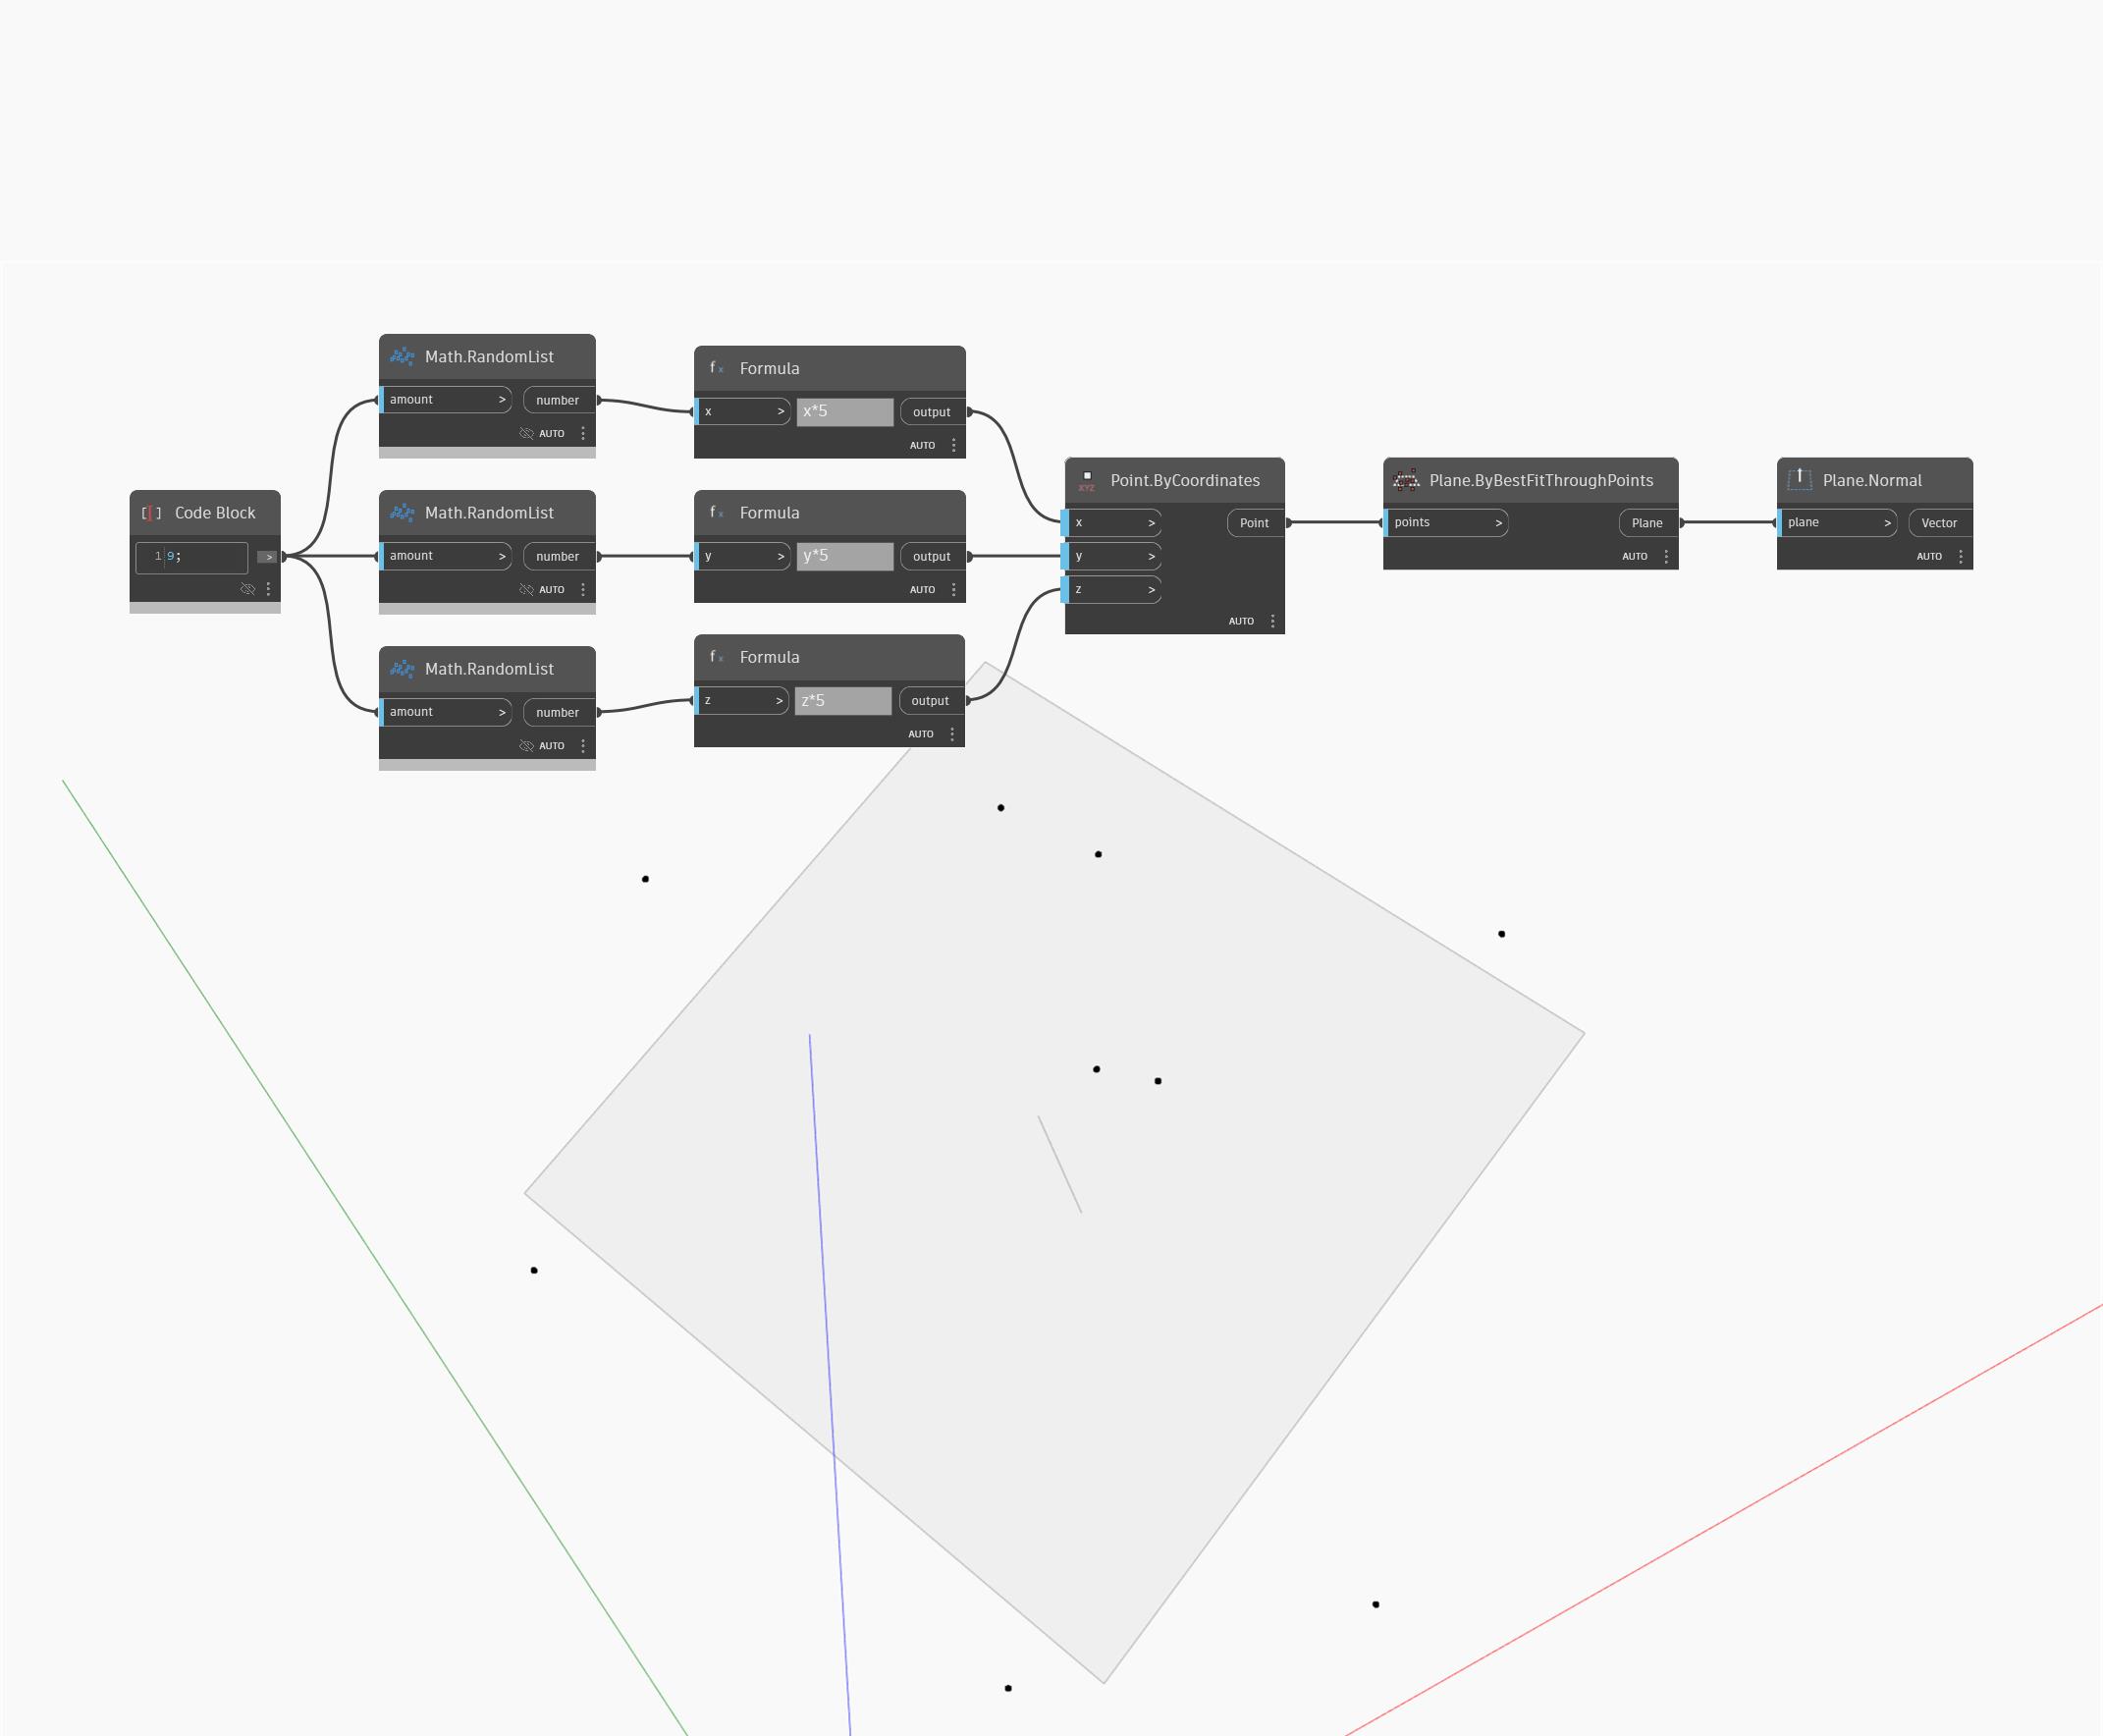 Math.RandomList
amount > number
AUTO
Formula
x > x*5 output
AUTO
Code Block
1 9; >
Math.RandomList
amount > number
AUTO
Formula
y > y*5 output
AUTO
Math.RandomList
amount > number
AUTO
Formula
z > z*5 output
AUTO
XYZ
Point.ByCoordinates
x > Point
y >
z >
AUTO
Plane.ByBestFitThroughPoints
points > Plane
AUTO
Plane.Normal
plane > Vector
AUTO